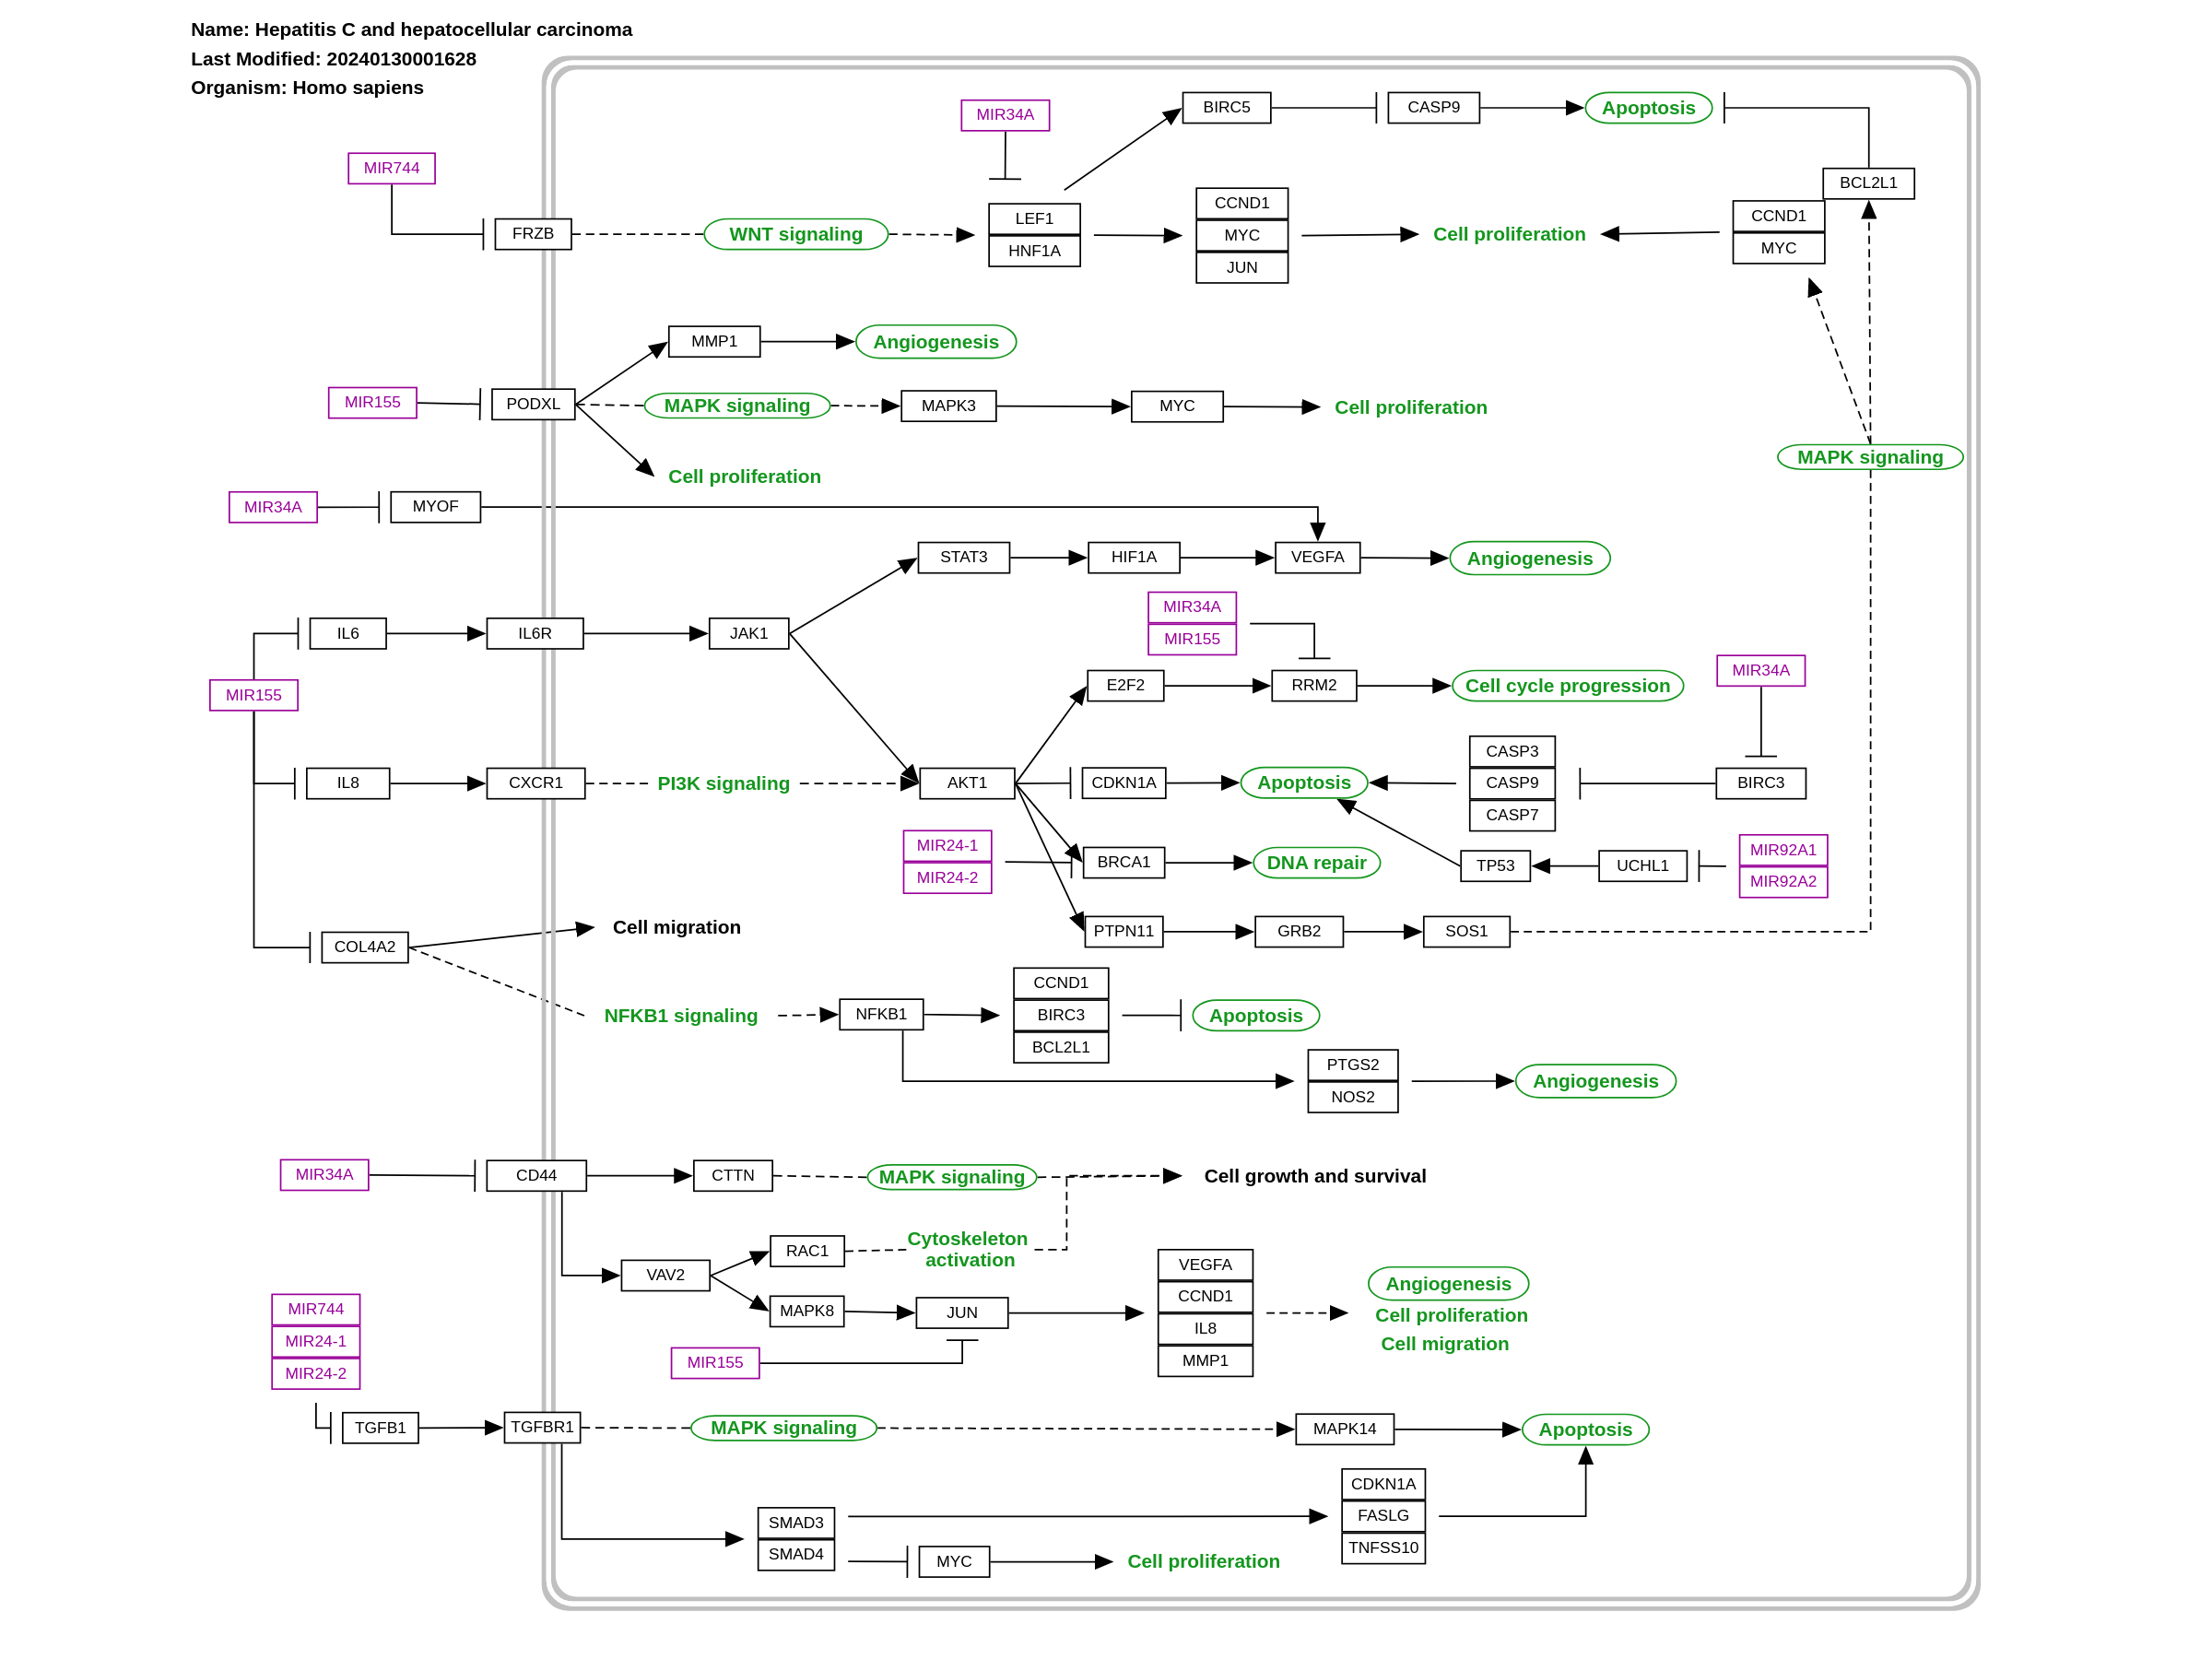 Name: Hepatitis C and hepatocellular carcinoma
Last Modified: 20240130001628
Organism: Homo sapiens
MIR34A
BIRC5
CASP9
Apoptosis
MIR744
BCL2L1
FRZB
WNT signaling
LEF1
HNF1A
CCND1
MYC
JUN
Cell proliferation
CCND1
MYC
MMP1
Angiogenesis
MIR155
PODXL
MAPK signaling
MAPK3
MYC
Cell proliferation
Cell proliferation
MAPK signaling
MIR34A
MYOF
STAT3
HIF1A
VEGFA
Angiogenesis
IL6
IL6R
JAK1
MIR34A
MIR155
MIR155
E2F2
RRM2
Cell cycle progression
MIR34A
IL8
CXCR1
PI3K signaling
AKT1
CDKN1A
Apoptosis
CASP3
CASP9
CASP7
BIRC3
MIR24-1
MIR24-2
BRCA1
DNA repair
TP53
UCHL1
MIR92A1
MIR92A2
COL4A2
Cell migration
PTPN11
GRB2
SOS1
NFKB1 signaling
NFKB1
CCND1
BIRC3
BCL2L1
Apoptosis
PTGS2
NOS2
Angiogenesis
MIR34A
CD44
CTTN
MAPK signaling
Cell growth and survival
RAC1
Cytoskeleton
activation
VAV2
MAPK8
JUN
VEGFA
CCND1
IL8
MMP1
Angiogenesis
Cell proliferation
Cell migration
MIR155
MIR744
MIR24-1
MIR24-2
TGFB1
TGFBR1
MAPK signaling
MAPK14
Apoptosis
SMAD3
SMAD4
CDKN1A
FASLG
TNFSS10
MYC
Cell proliferation